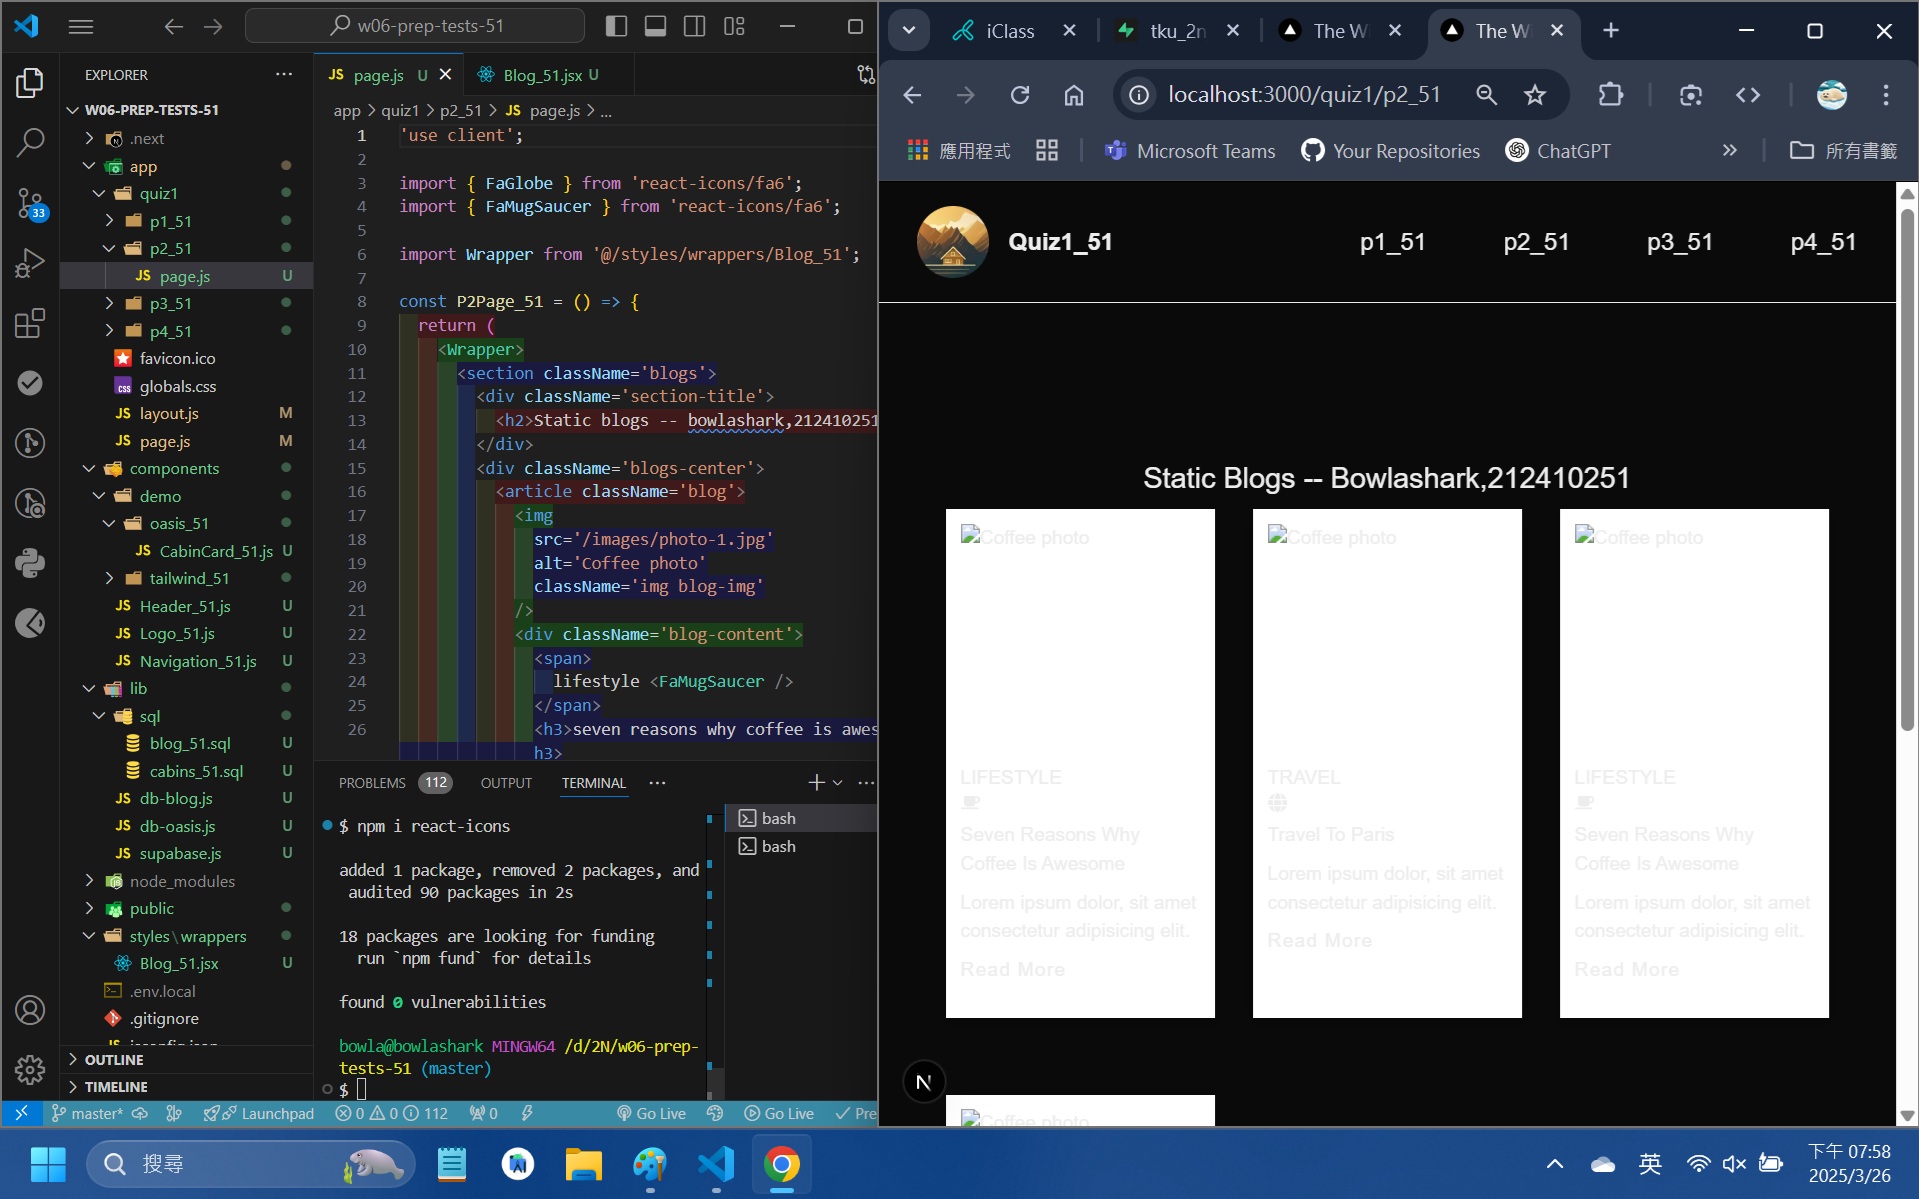 w06-prep-tests-51
EXPLORER
W06-PREP-TESTS-51
.next
app
quiz1
p1_51
p2_51
page.js U
p3_51
p4_51
favicon.ico
globals.css
layout.js M
page.js M
components
demo
oasis_51
CabinCard_51.js U
tailwind_51
Header_51.js U
Logo_51.js U
Navigation_51.js U
lib
sql
blog_51.sql U
cabins_51.sql U
db-blog.js U
db-oasis.js U
supabase.js U
node_modules
public
styles\wrappers
Blog_51.jsx U
.env.local
.gitignore
OUTLINE
TIMELINE
33
JS page.js U
Blog_51.jsx U
app > quiz1 > p2_51 > JS page.js > ...
1 'use client';
2
3 import { FaGlobe } from 'react-icons/fa6';
4 import { FaMugSaucer } from 'react-icons/fa6';
5
6 import Wrapper from '@/styles/wrappers/Blog_51';
7
8 const P2Page_51 = () => {
9 return (
10 <Wrapper>
11 <section className='blogs'>
12 <div className='section-title'>
13 <h2>Static blogs -- bowlashark,212410251
14 </div>
15 <div className='blogs-center'>
16 <article className='blog'>
17 <img
18 src='/images/photo-1.jpg'
19 alt='Coffee photo'
20 className='img blog-img'
21 />
22 <div className='blog-content'>
23 <span>
24 lifestyle <FaMugSaucer />
25 </span>
26 <h3>seven reasons why coffee is awes
h3>
PROBLEMS 112 OUTPUT TERMINAL ...
$ npm i react-icons
added 1 package, removed 2 packages, and
audited 90 packages in 2s
18 packages are looking for funding
run `npm fund` for details
found 0 vulnerabilities
bowla@bowlashark MINGW64 /d/2N/w06-prep-
tests-51 (master)
$
bash
bash
master* Launchpad 0 0 112 0 Go Live Go Live Pre
iClass
tku_2n
The W
The W
localhost:3000/quiz1/p2_51
應用程式
Microsoft Teams
Your Repositories
ChatGPT
所有書籤
Quiz1_51
p1_51
p2_51
p3_51
p4_51
Static Blogs -- Bowlashark,212410251
Coffee photo
LIFESTYLE
Seven Reasons Why
Coffee Is Awesome
Lorem ipsum dolor, sit amet
consectetur adipisicing elit.
Read More
Coffee photo
TRAVEL
Travel To Paris
Lorem ipsum dolor, sit amet
consectetur adipisicing elit.
Read More
Coffee photo
LIFESTYLE
Seven Reasons Why
Coffee Is Awesome
Lorem ipsum dolor, sit amet
consectetur adipisicing elit.
Read More
Coffee photo
N
搜尋
英
下午 07:58
2025/3/26